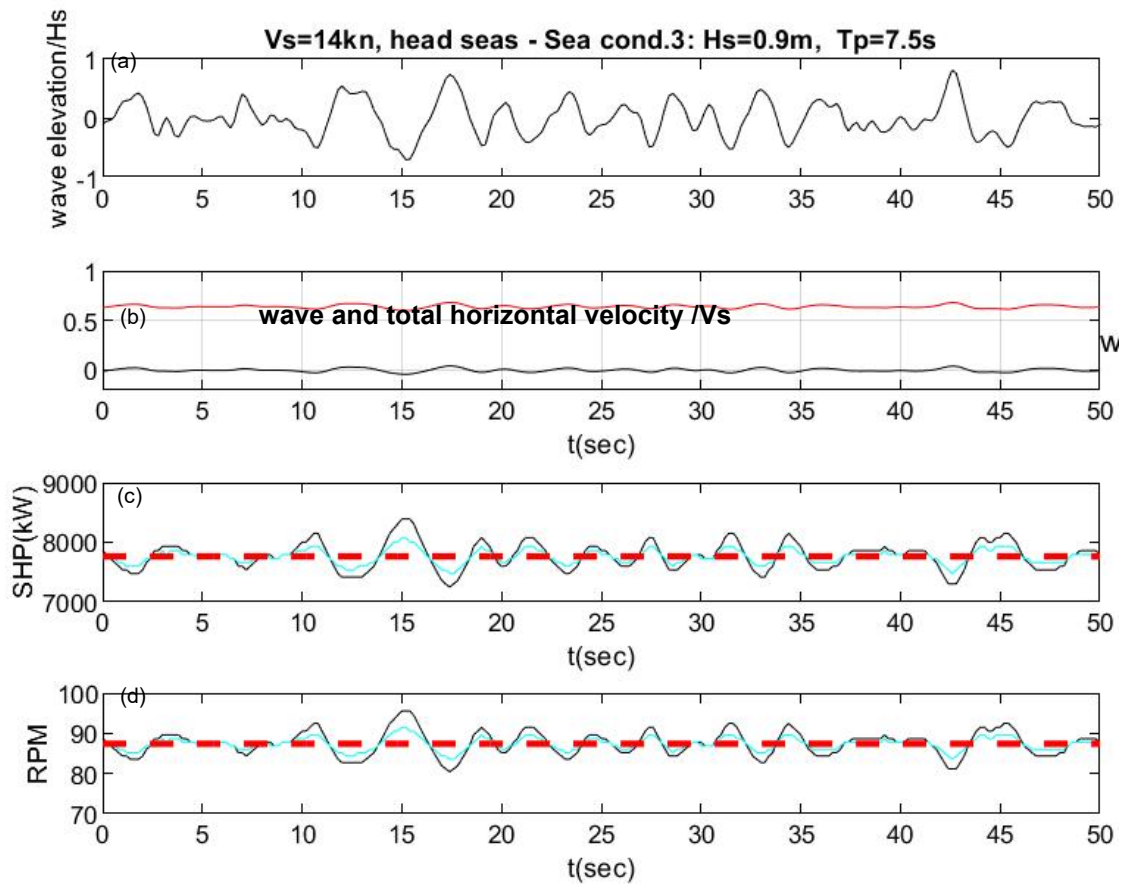 Vs=14kn, head seas - Sea cond.3: Hs=0.9m, Tp=7.5s
(a)
wave elevation/Hs
1
0
-1
0 5 10 15 20 25 30 35 40 45 50
(b)
wave and total horizontal velocity /Vs
1
0.5
0
w
0 5 10 15 20 25 30 35 40 45 50
t(sec)
(c)
SHP(kW)
9000
8000
7000
0 5 10 15 20 25 30 35 40 45 50
t(sec)
(d)
RPM
100
90
80
70
0 5 10 15 20 25 30 35 40 45 50
t(sec)